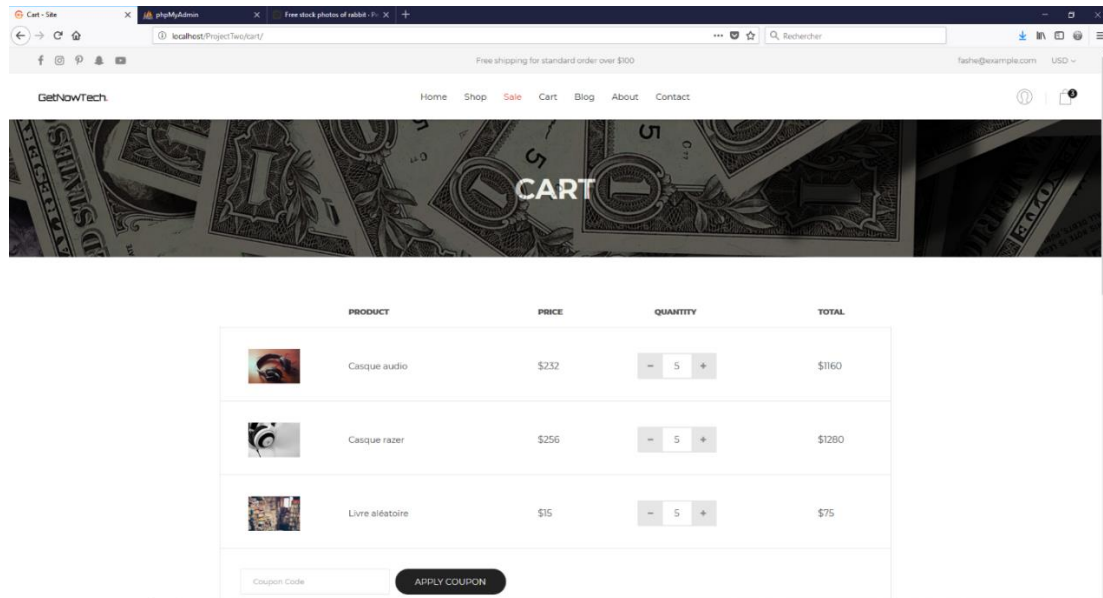 Cart - Site
phpMyAdmin
Free stock photos of rabbit · Pe
localhost/ProjectTwo/cart/
Rechercher
Free shipping for standard order over $100
fashe@example.com USD
GetNowTech.
Home Shop Sale Cart Blog About Contact
3
CART
PRODUCT PRICE QUANTITY TOTAL
Casque audio $232 - 5 + $1160
Casque razer $256 - 5 + $1280
Livre aléatoire $15 - 5 + $75
Coupon Code APPLY COUPON